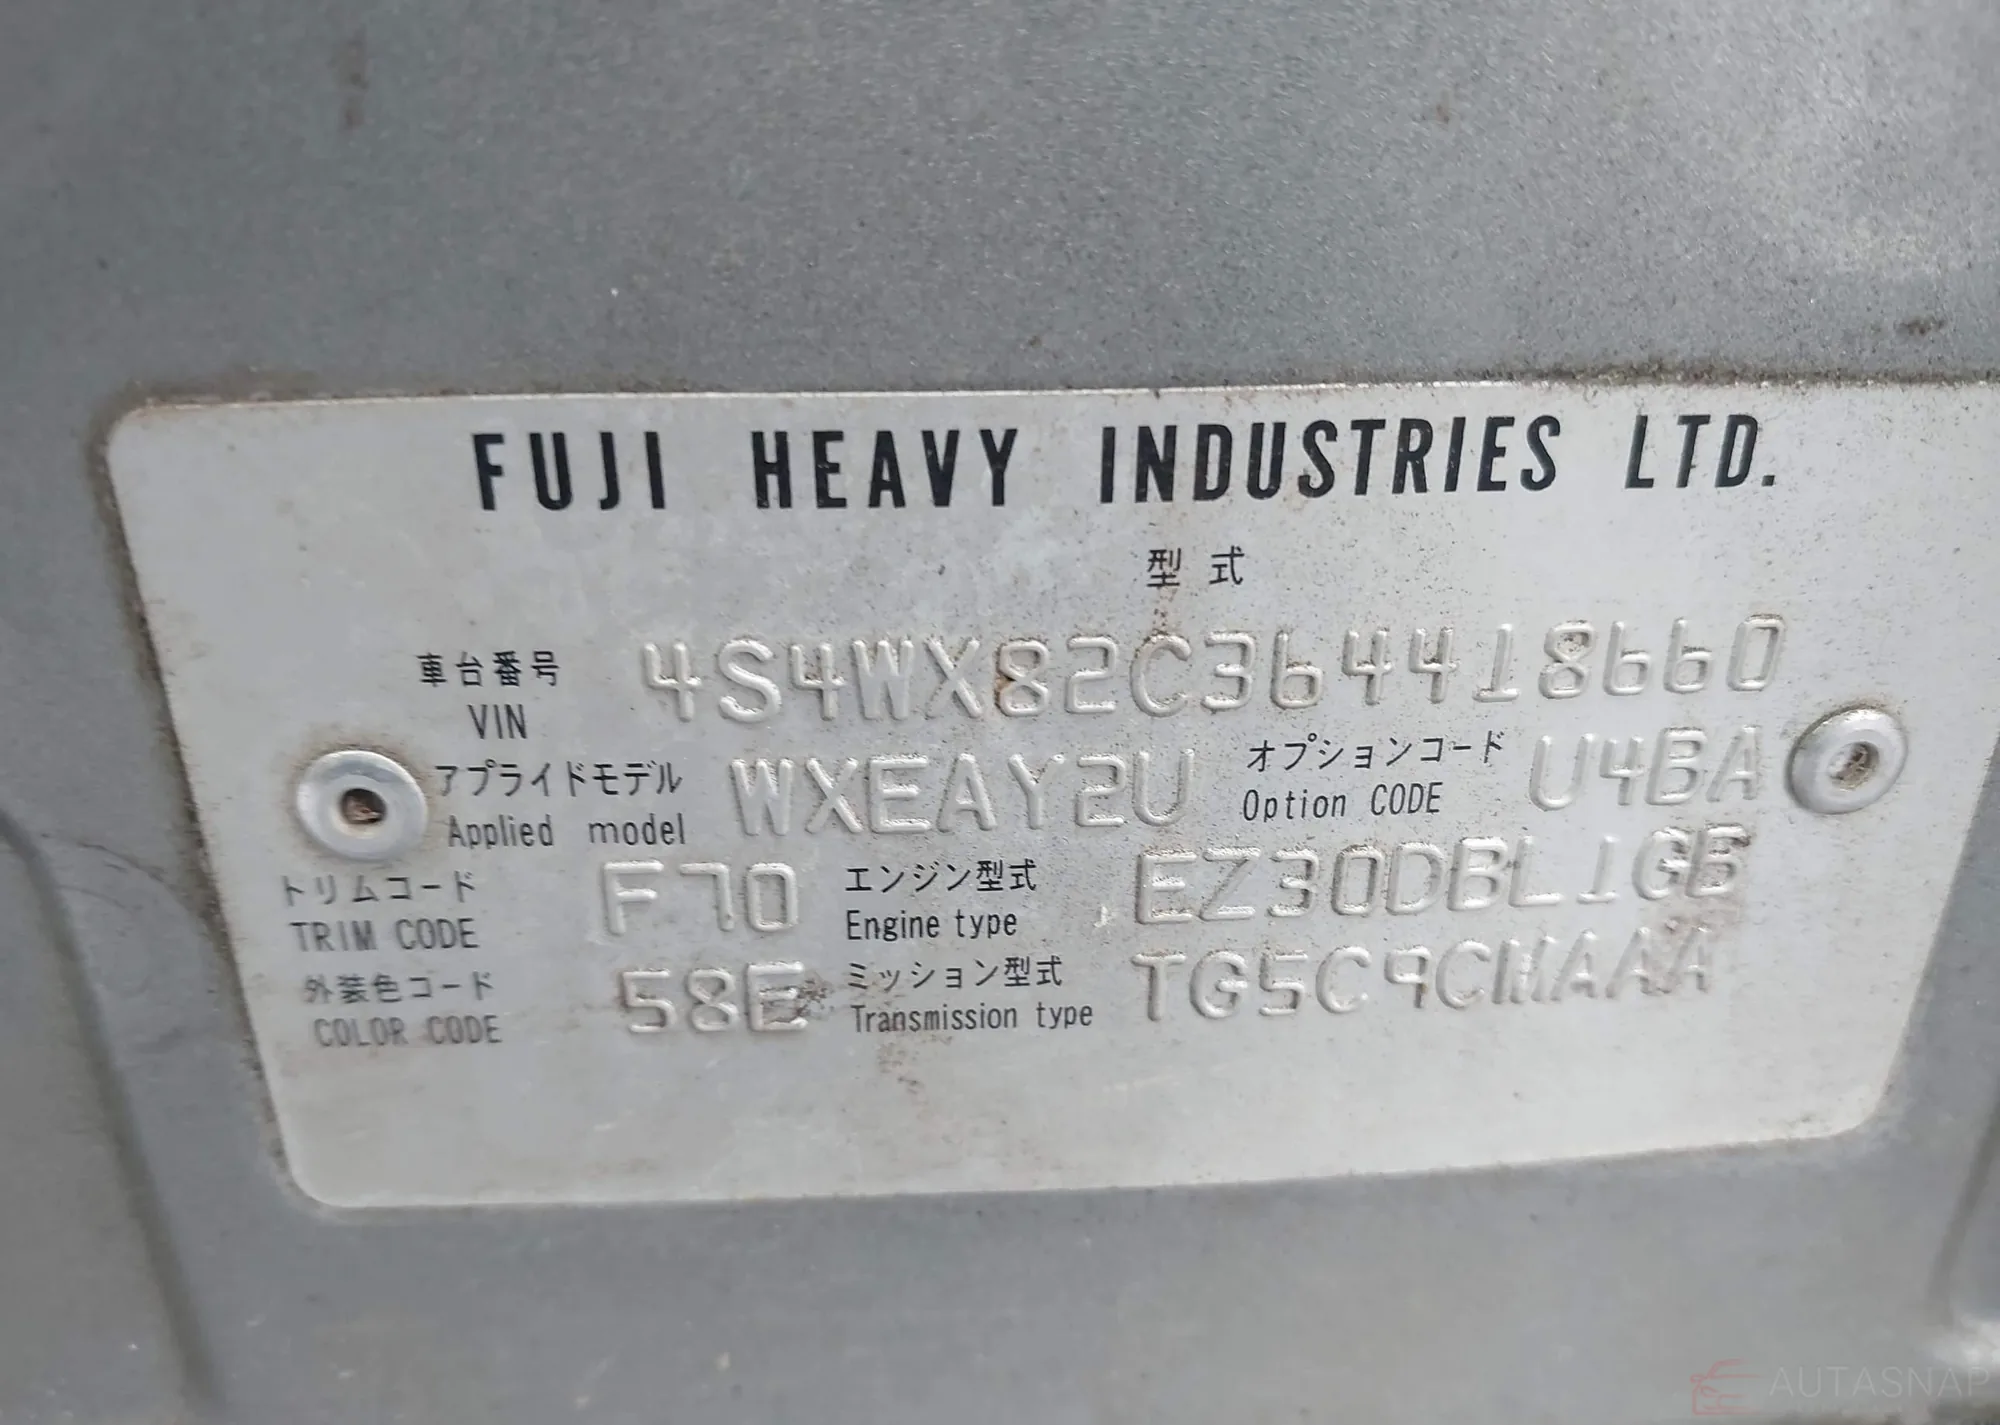 FUJI HEAVY INDUSTRIES LTD.
型式
車台番号 VIN 4S4WX82C364418660
アプライドモデル Applied model WXEAY2U オプションコード Option CODE U4BA
トリムコード TRIM CODE F70 エンジン型式 Engine type EZ30DBL1GB
外装色コード COLOR CODE 58E ミッション型式 Transmission type TG5C9CMAAA
AUTASNAP